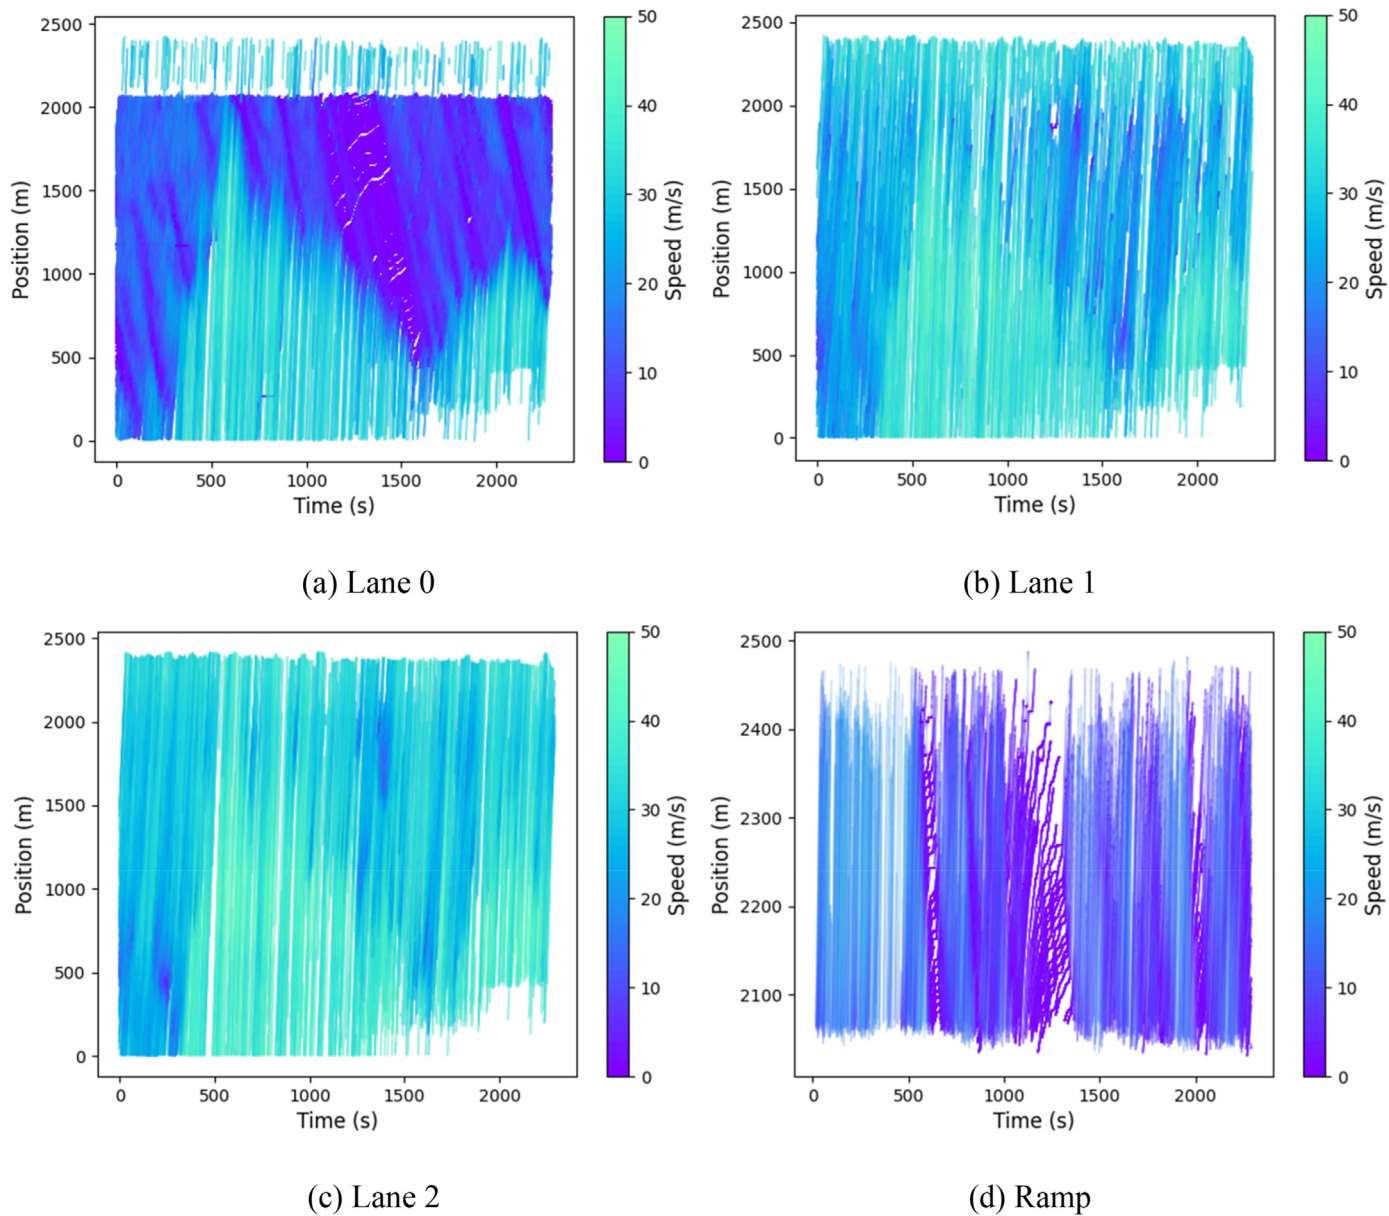 2500
2000
1500
1000
500
0
Position (m)
0 500 1000 1500 2000
Time (s)
50
40
30
20
10
0
Speed (m/s)
(a) Lane 0
2500
2000
1500
1000
500
0
Position (m)
0 500 1000 1500 2000
Time (s)
50
40
30
20
10
0
Speed (m/s)
(b) Lane 1
2500
2000
1500
1000
500
0
Position (m)
0 500 1000 1500 2000
Time (s)
50
40
30
20
10
0
Speed (m/s)
(c) Lane 2
2500
2400
2300
2200
2100
Position (m)
0 500 1000 1500 2000
Time (s)
50
40
30
20
10
0
Speed (m/s)
(d) Ramp